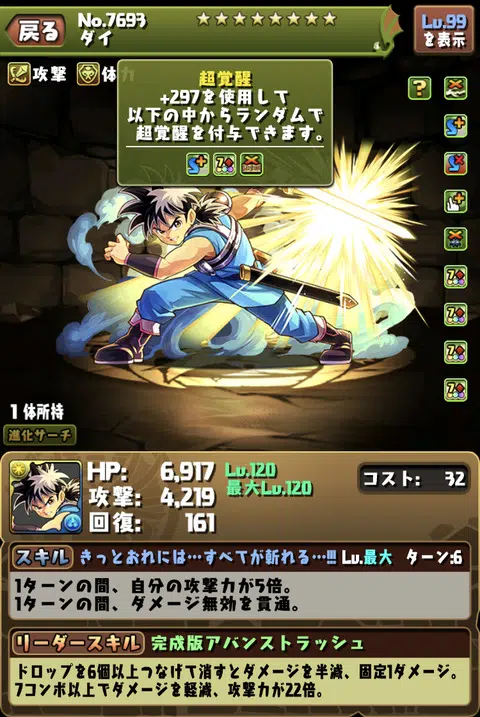 戻る
No.7693
ダイ
★★★★★★★★
Lv.99
を表示
攻撃 体力
超覚醒
+297を使用して
以下の中からランダムで
超覚醒を付与できます。
1体所持
進化サーチ
HP: 6,917
攻撃: 4,219
回復: 161
Lv.120
最大Lv.120
コスト: 32
スキル きっとおれには…すべてが斬れる…!!! Lv.最大 ターン:6
1ターンの間、自分の攻撃力が5倍。
1ターンの間、ダメージ無効を貫通。
リーダースキル 完成版アバンストラッシュ
ドロップを6個以上つなげて消すとダメージを半減、固定1ダメージ。
7コンボ以上でダメージを軽減、攻撃力が22倍。